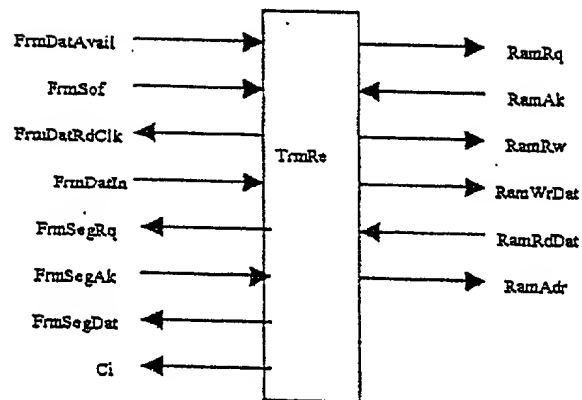 FrmDatAvail
FrmSof
FrmDatRdClk
FrmDatIn
FrmSegRq
FrmSegAk
FrmSegDat
Ci
TrmRe
RamRq
RamAk
RamRw
RamWrDat
RamRdDat
RamAdr